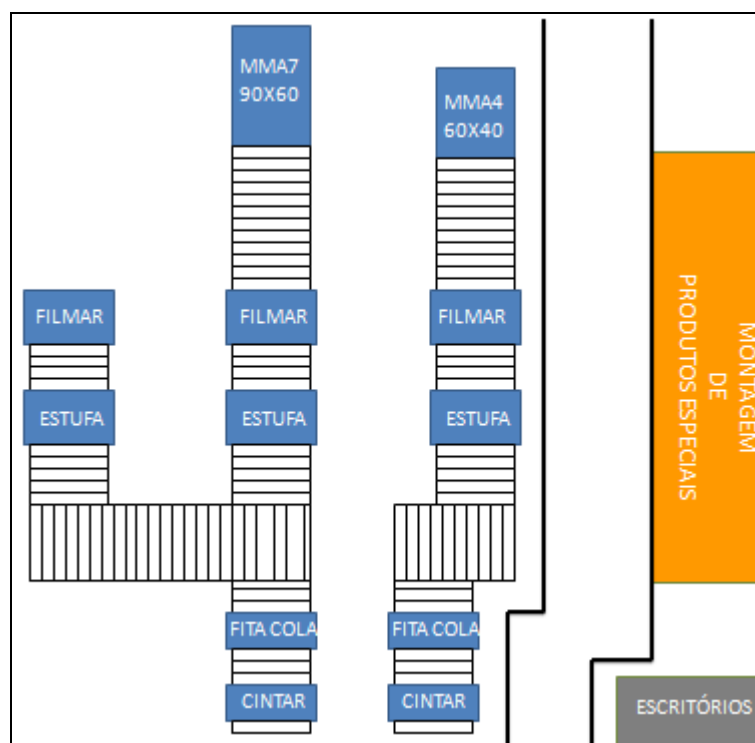 MMA7
90X60
MMA4
60X40
FILMAR
FILMAR
FILMAR
ESTUFA
ESTUFA
ESTUFA
MONTAGEM
DE
PRODUTOS ESPECIAIS
FITA COLA
FITA COLA
CINTAR
CINTAR
ESCRITÓRIOS